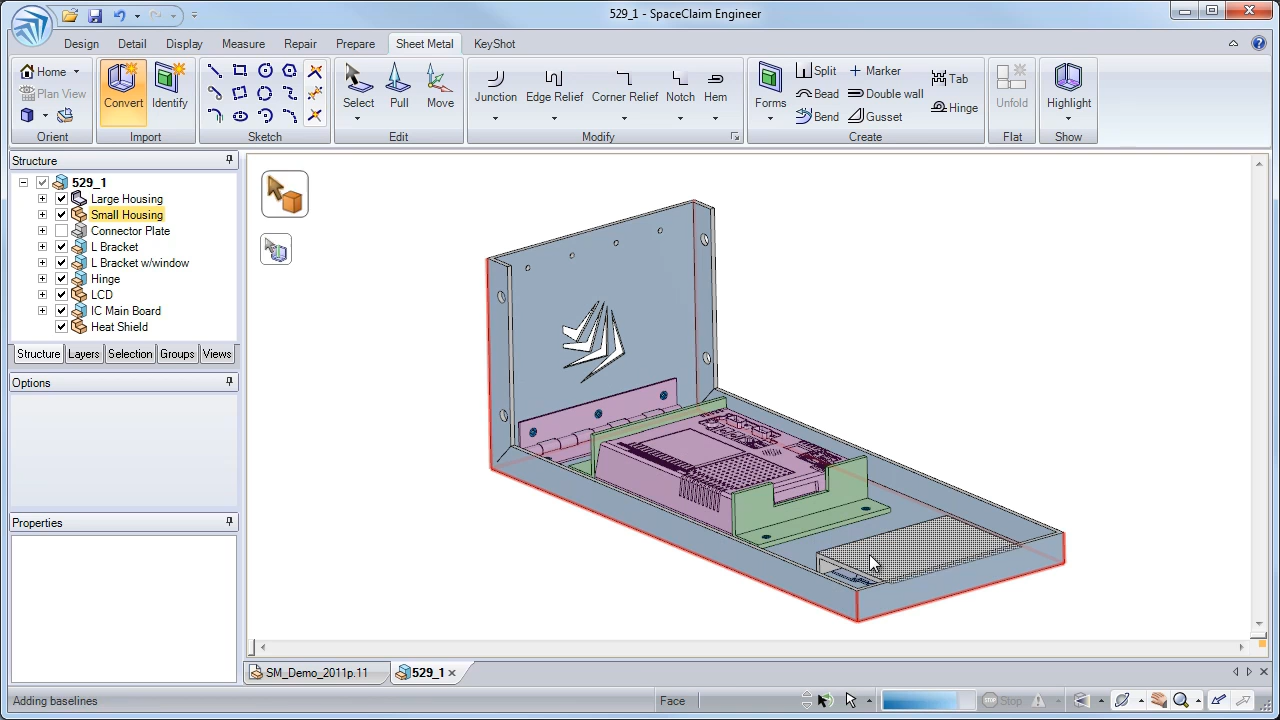 529_1 - SpaceClaim Engineer
Design Detail Display Measure Repair Prepare Sheet Metal KeyShot
Home
Plan View
Orient
Convert Identify
Import
Sketch
Select Pull Move
Edit
Junction Edge Relief Corner Relief Notch Hem
Modify
Forms
Split Marker Tab
Bead Double wall Hinge
Bend Gusset
Create
Unfold
Flat
Highlight
Show
Structure
529_1
Large Housing
Small Housing
Connector Plate
L Bracket
L Bracket w/window
Hinge
LCD
IC Main Board
Heat Shield
Structure Layers Selection Groups Views
Options
Properties
SM_Demo_2011p.11 529_1
Adding baselines Face Stop